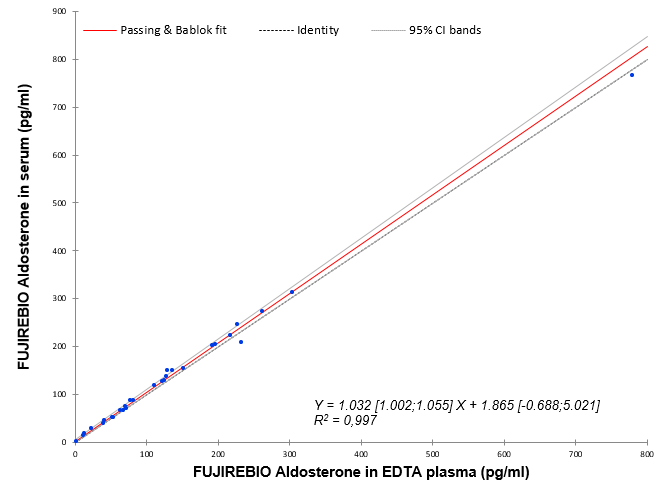 900
Passing & Bablok fit
Identity
95% CI bands
800
700
600
500
400
300
200
100
0
FUJIREBIO Aldosterone in serum (pg/ml)
Y = 1.032 [1.002;1.055] X + 1.865 [-0.688;5.021]
R² = 0,997
0 100 200 300 400 500 600 700 800
FUJIREBIO Aldosterone in EDTA plasma (pg/ml)